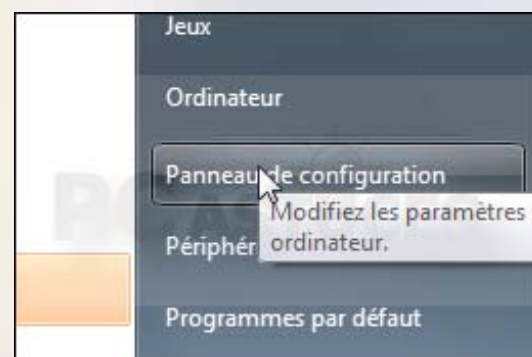 Jeux
Ordinateur
Panneau de configuration
Modifiez les paramètres
Périphér
ordinateur.
Programmes par défaut